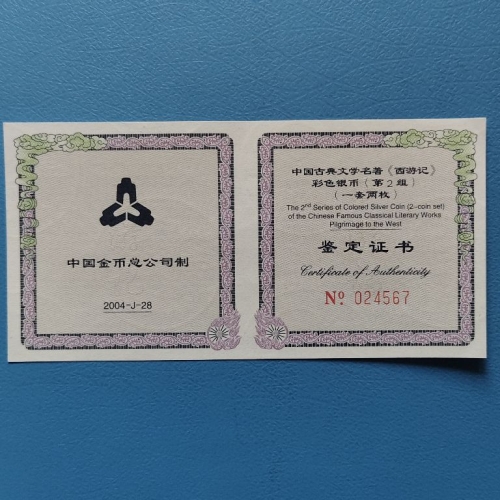 中国金币总公司制
2004-J-28
中国古典文学名著《西游记》
彩色银币（第2组）
（一套两枚）
The 2nd Series of Colored Silver Coin (2-coin set)
of the Chinese Famous Classical Literary Works
Pilgrimage to the West
鉴定证书
Certificate of Authenticity
No 024567